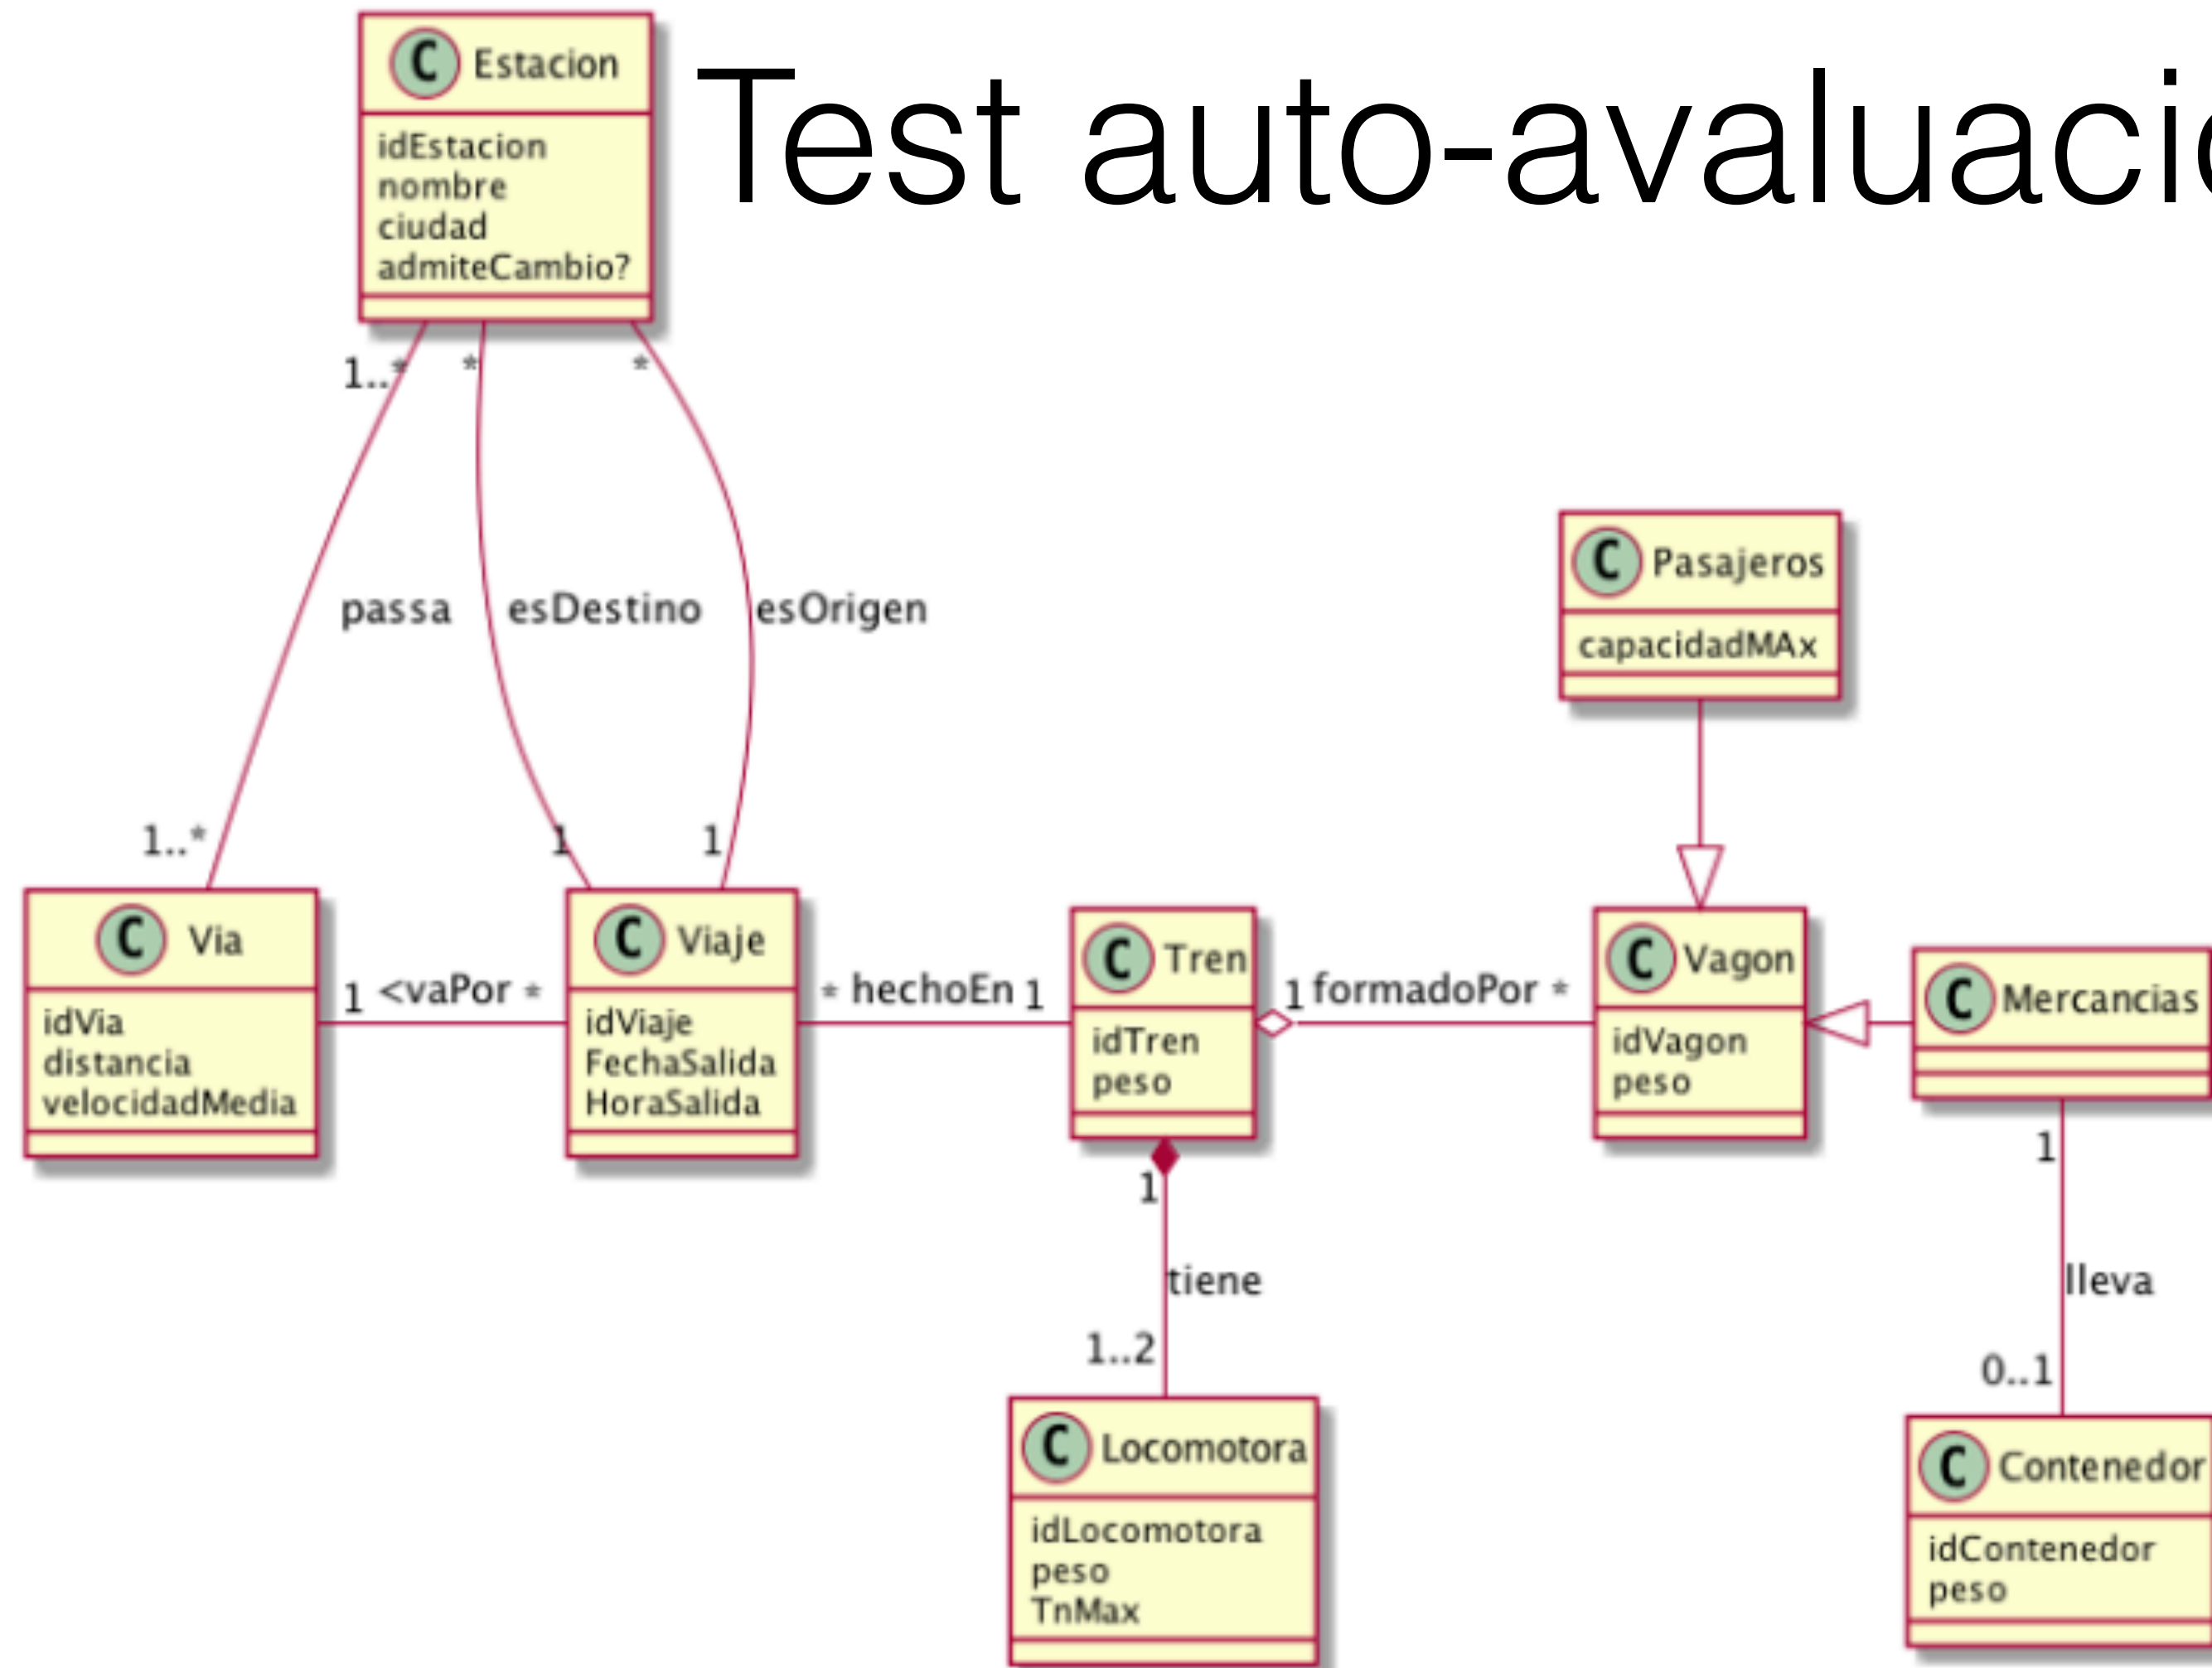 Test auto-avaluaci
C Estacion
idEstacion
nombre
ciudad
admiteCambio?
1..*
*
*
passa
esDestino
esOrigen
1..*
1
1
C Pasajeros
capacidadMAx
C Via
idVia
distancia
velocidadMedia
1 <vaPor *
C Viaje
idViaje
FechaSalida
HoraSalida
* hechoEn 1
C Tren
idTren
peso
1 formadoPor *
C Vagon
idVagon
peso
C Mercancias
1
tiene
1..2
1
lleva
0..1
C Locomotora
idLocomotora
peso
TnMax
C Contenedor
idContenedor
peso